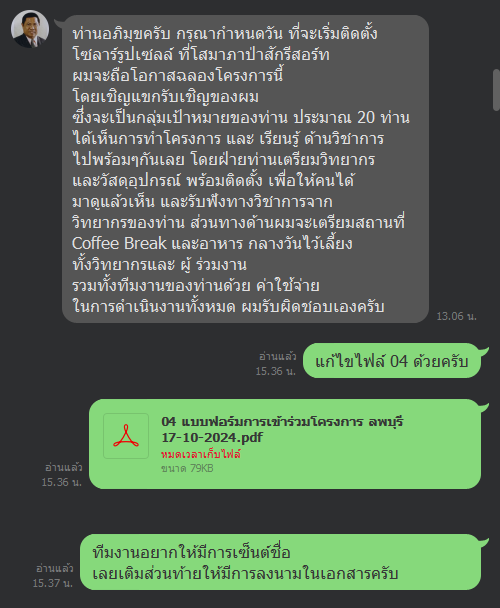 ท่านอภิมุขครับ กรุณากำหนดวัน ที่จะเริ่มติดตั้ง
โซ่ลาร์รูปเซลล์ ที่โสมาภาป่าสักรีสอร์ท
ผมจะถือโอกาสฉลองโครงการนี้
โดยเชิญแขกรับเชิญของผม
ซึ่งจะเป็นกลุ่มเป้าหมายของท่าน ประมาณ 20 ท่าน
ได้เห็นการทำโครงการ และ เรียนรู้ ด้านวิชาการ
ไปพร้อมๆกันเลย โดยฝ่ายท่านเตรียมวิทยากร
และวัสดุอุปกรณ์ พร้อมติดตั้ง เพื่อให้คนได้
มาดูแล้วเห็น และรับฟังทางวิชาการจาก
วิทยากรของท่าน ส่วนทางด้านผมจะเตรียมสถานที่
Coffee Break และอาหาร กลางวันไว้เลี้ยง
ทั้งวิทยากรและ ผู้ ร่วมงาน
รวมทั้งทีมงานของท่านด้วย ค่าใช้จ่าย
ในการดำเนินงานทั้งหมด ผมรับผิดชอบเองครับ
13.06 น.
แก้ไขไฟล์ 04 ด้วยครับ
อ่านแล้ว
15.36 น.
04 แบบฟอร์มการเข้าร่วมโครงการ ลพบุรี
17-10-2024.pdf
หมดเวลาเก็บไฟล์
ขนาด 79KB
อ่านแล้ว
15.36 น.
ทีมงานอยากให้มีการเซ็นต์ชื่อ
เลยเติมส่วนท้ายให้มีการลงนามในเอกสารครับ
อ่านแล้ว
15.37 น.